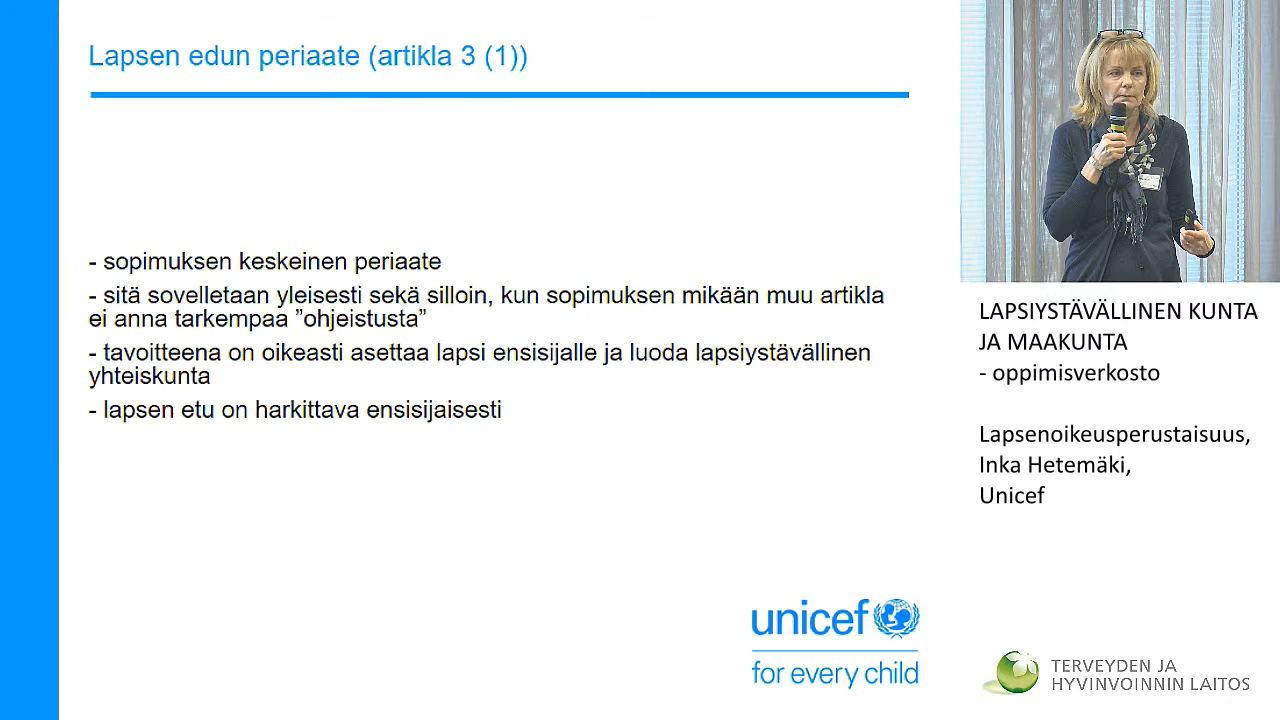 Lapsen edun periaate (artikla 3 (1))
- sopimuksen keskeinen periaate
- sitä sovelletaan yleisesti sekä silloin, kun sopimuksen mikään muu artikla
ei anna tarkempaa ”ohjeistusta”
- tavoitteena on oikeasti asettaa lapsi ensisijalle ja luoda lapsiystävällinen
yhteiskunta
- lapsen etu on harkittava ensisijaisesti
unicef
for every child
LAPSIYSTÄVÄLLINEN KUNTA
JA MAAKUNTA
- oppimisverkosto
Lapsenoikeusperustaisuus,
Inka Hetemäki,
Unicef
TERVEYDEN JA
HYVINVOINNIN LAITOS